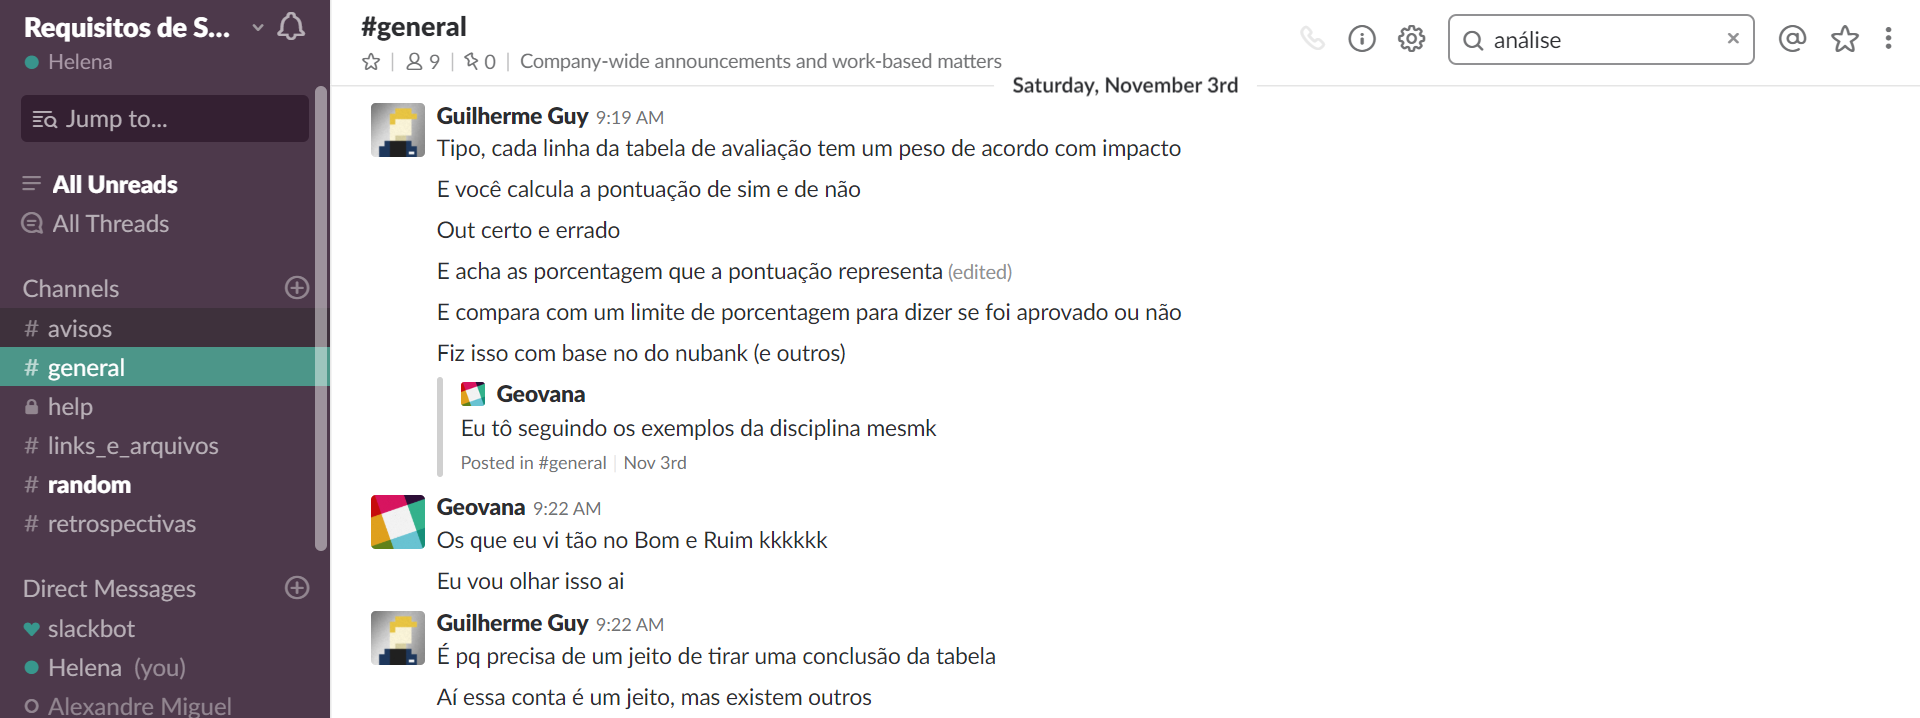 Requisitos de S...
Helena
Jump to...
All Unreads
All Threads
Channels
# avisos
# general
help
# links_e_arquivos
# random
# retrospectivas
Direct Messages
slackbot
Helena (you)
Alexandre Miguel
#general
9 | 0 | Company-wide announcements and work-based matters
análise
Saturday, November 3rd
Guilherme Guy 9:19 AM
Tipo, cada linha da tabela de avaliação tem um peso de acordo com impacto
E você calcula a pontuação de sim e de não
Out certo e errado
E acha as porcentagem que a pontuação representa (edited)
E compara com um limite de porcentagem para dizer se foi aprovado ou não
Fiz isso com base no do nubank (e outros)
Geovana
Eu tô seguindo os exemplos da disciplina mesmk
Posted in #general | Nov 3rd
Geovana 9:22 AM
Os que eu vi tão no Bom e Ruim kkkkkk
Eu vou olhar isso ai
Guilherme Guy 9:22 AM
É pq precisa de um jeito de tirar uma conclusão da tabela
Aí essa conta é um jeito, mas existem outros